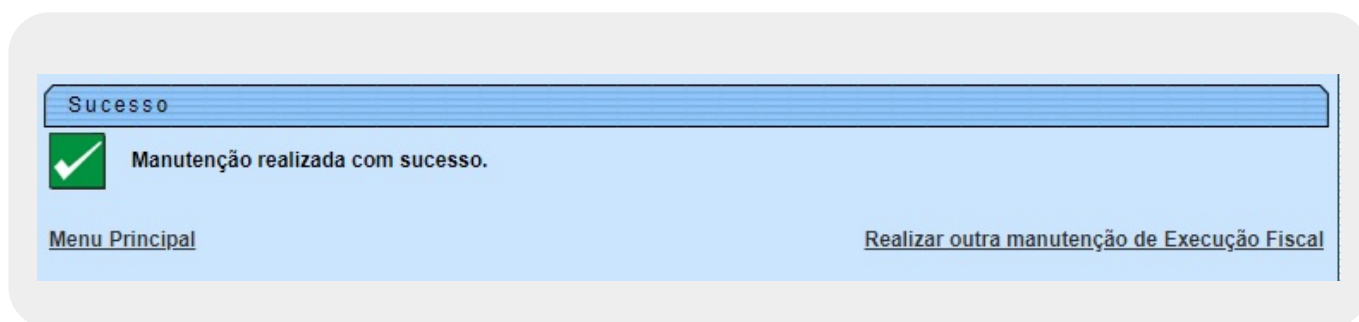 Sucesso
Manutenção realizada com sucesso.
Menu Principal Realizar outra manutenção de Execução Fiscal